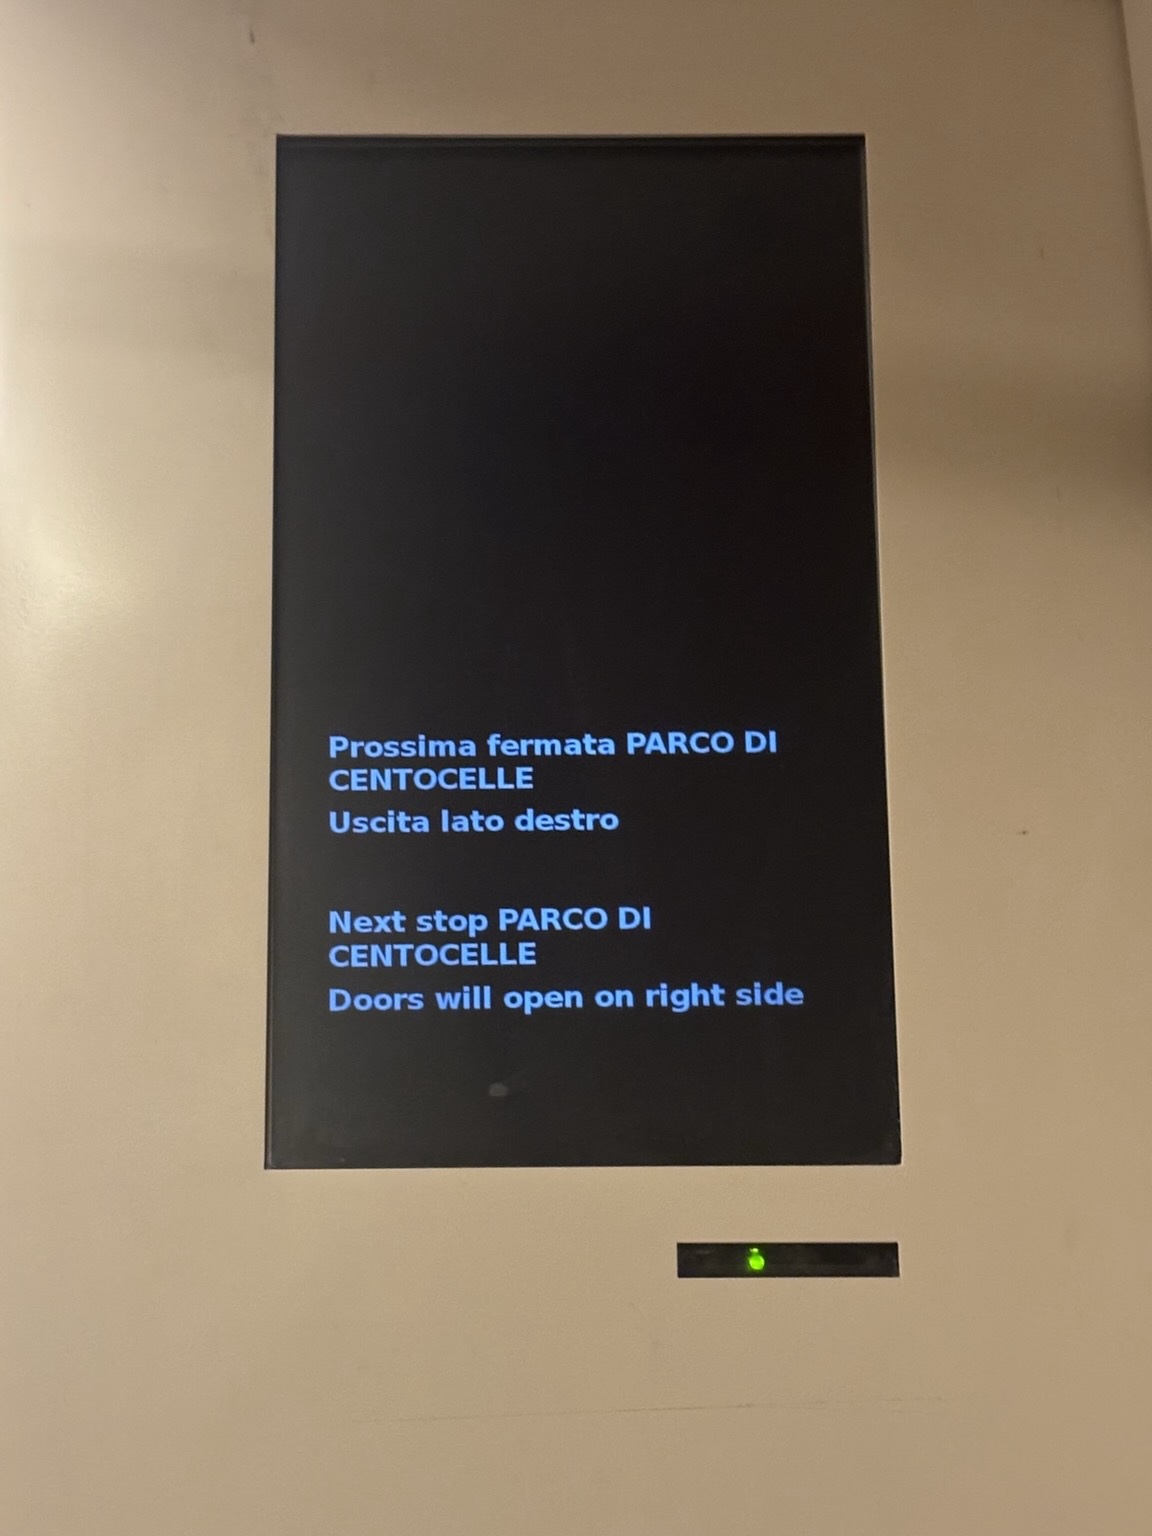 Prossima fermata PARCO DI
CENTOCELLE
Uscita lato destro
Next stop PARCO DI
CENTOCELLE
Doors will open on right side